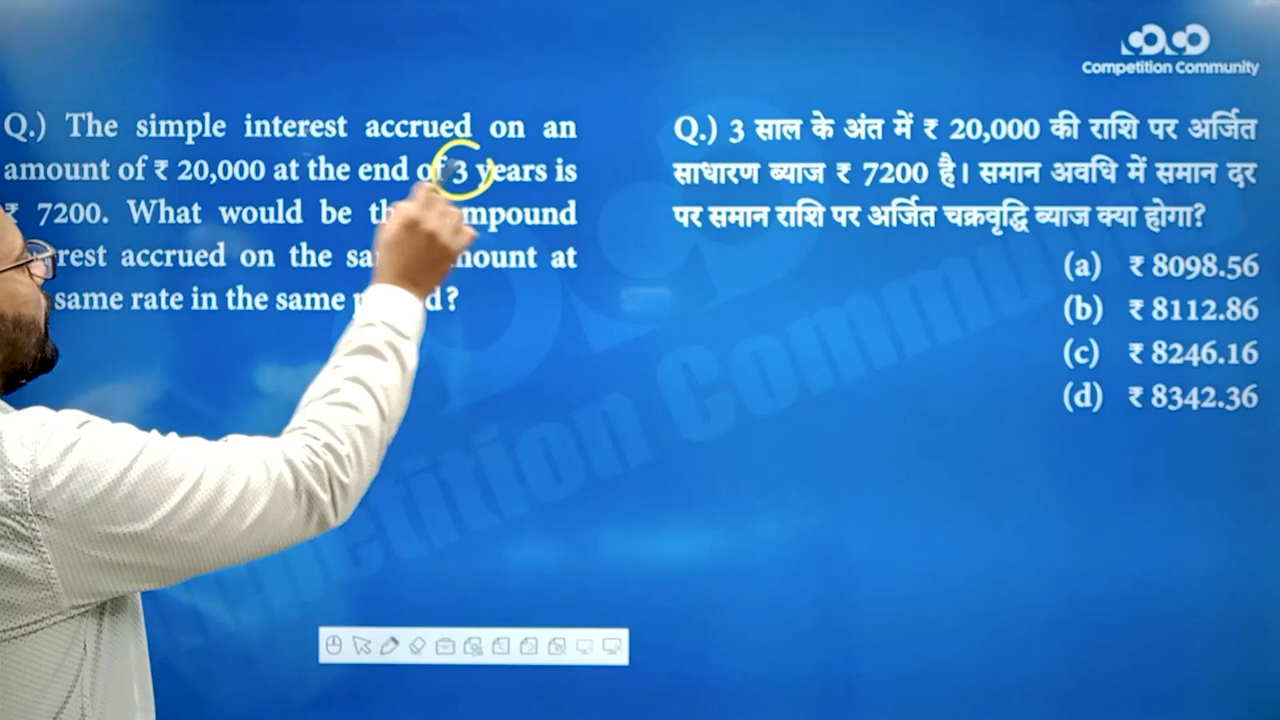 Competition Community
Q.) The simple interest accrued on an
amount of ₹ 20,000 at the end of 3 years is
₹ 7200. What would be
rest accrued on the at
same rate in the same ?
Q.) 3 साल के अंत में ₹ 20,000 की राशि पर अर्जित
साधारण ब्याज ₹ 7200 है। समान अवधि में समान दर
पर समान राशि पर अर्जित चक्रवृद्धि ब्याज क्या होगा?
(a) ₹ 8098.56
(b) ₹ 8112.86
(c) ₹ 8246.16
(d) ₹ 8342.36